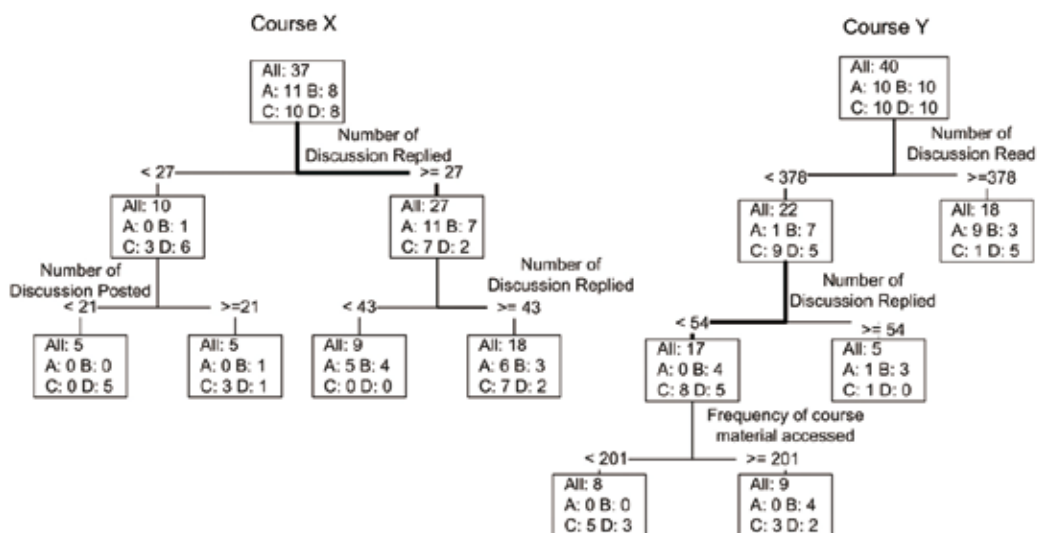 Course X
All: 37
A: 11 B: 8
C: 10 D: 8
Number of
Discussion Replied
< 27
>= 27
All: 10
A: 0 B: 1
C: 3 D: 6
All: 27
A: 11 B: 7
C: 7 D: 2
Number of
Discussion Posted
< 21
>=21
Number of
Discussion Replied
< 43
>= 43
All: 5
A: 0 B: 0
C: 0 D: 5
All: 5
A: 0 B: 1
C: 3 D: 1
All: 9
A: 5 B: 4
C: 0 D: 0
All: 18
A: 6 B: 3
C: 7 D: 2
Course Y
All: 40
A: 10 B: 10
C: 10 D: 10
Number of
Discussion Read
< 378
>=378
All: 22
A: 1 B: 7
C: 9 D: 5
All: 18
A: 9 B: 3
C: 1 D: 5
Number of
Discussion Replied
< 54
>= 54
All: 17
A: 0 B: 4
C: 8 D: 5
All: 5
A: 1 B: 3
C: 1 D: 0
Frequency of course
material accessed
< 201
>= 201
All: 8
A: 0 B: 0
C: 5 D: 3
All: 9
A: 0 B: 4
C: 3 D: 2